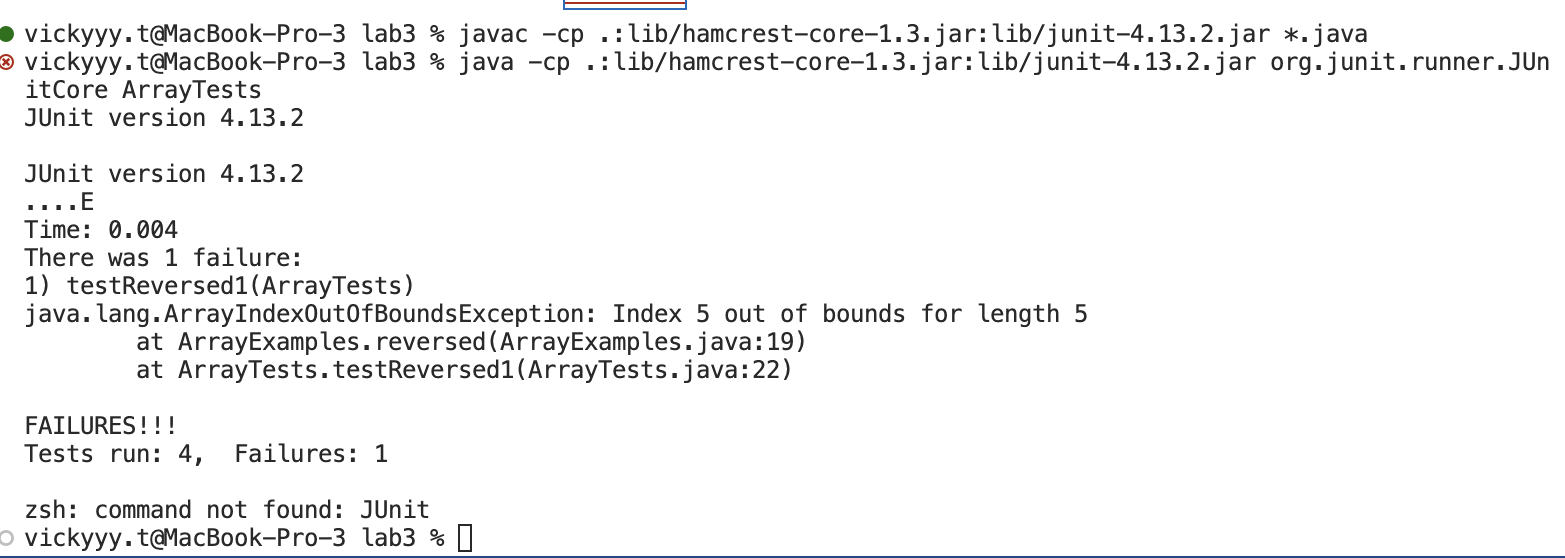 vickyyy.t@MacBook-Pro-3 lab3 % javac -cp .:lib/hamcrest-core-1.3.jar:lib/junit-4.13.2.jar *.java
vickyyy.t@MacBook-Pro-3 lab3 % java -cp .:lib/hamcrest-core-1.3.jar:lib/junit-4.13.2.jar org.junit.runner.JUn
itCore ArrayTests
JUnit version 4.13.2

JUnit version 4.13.2
....E
Time: 0.004
There was 1 failure:
1) testReversed1(ArrayTests)
java.lang.ArrayIndexOutOfBoundsException: Index 5 out of bounds for length 5
        at ArrayExamples.reversed(ArrayExamples.java:19)
        at ArrayTests.testReversed1(ArrayTests.java:22)

FAILURES!!!
Tests run: 4,  Failures: 1

zsh: command not found: JUnit
vickyyy.t@MacBook-Pro-3 lab3 %